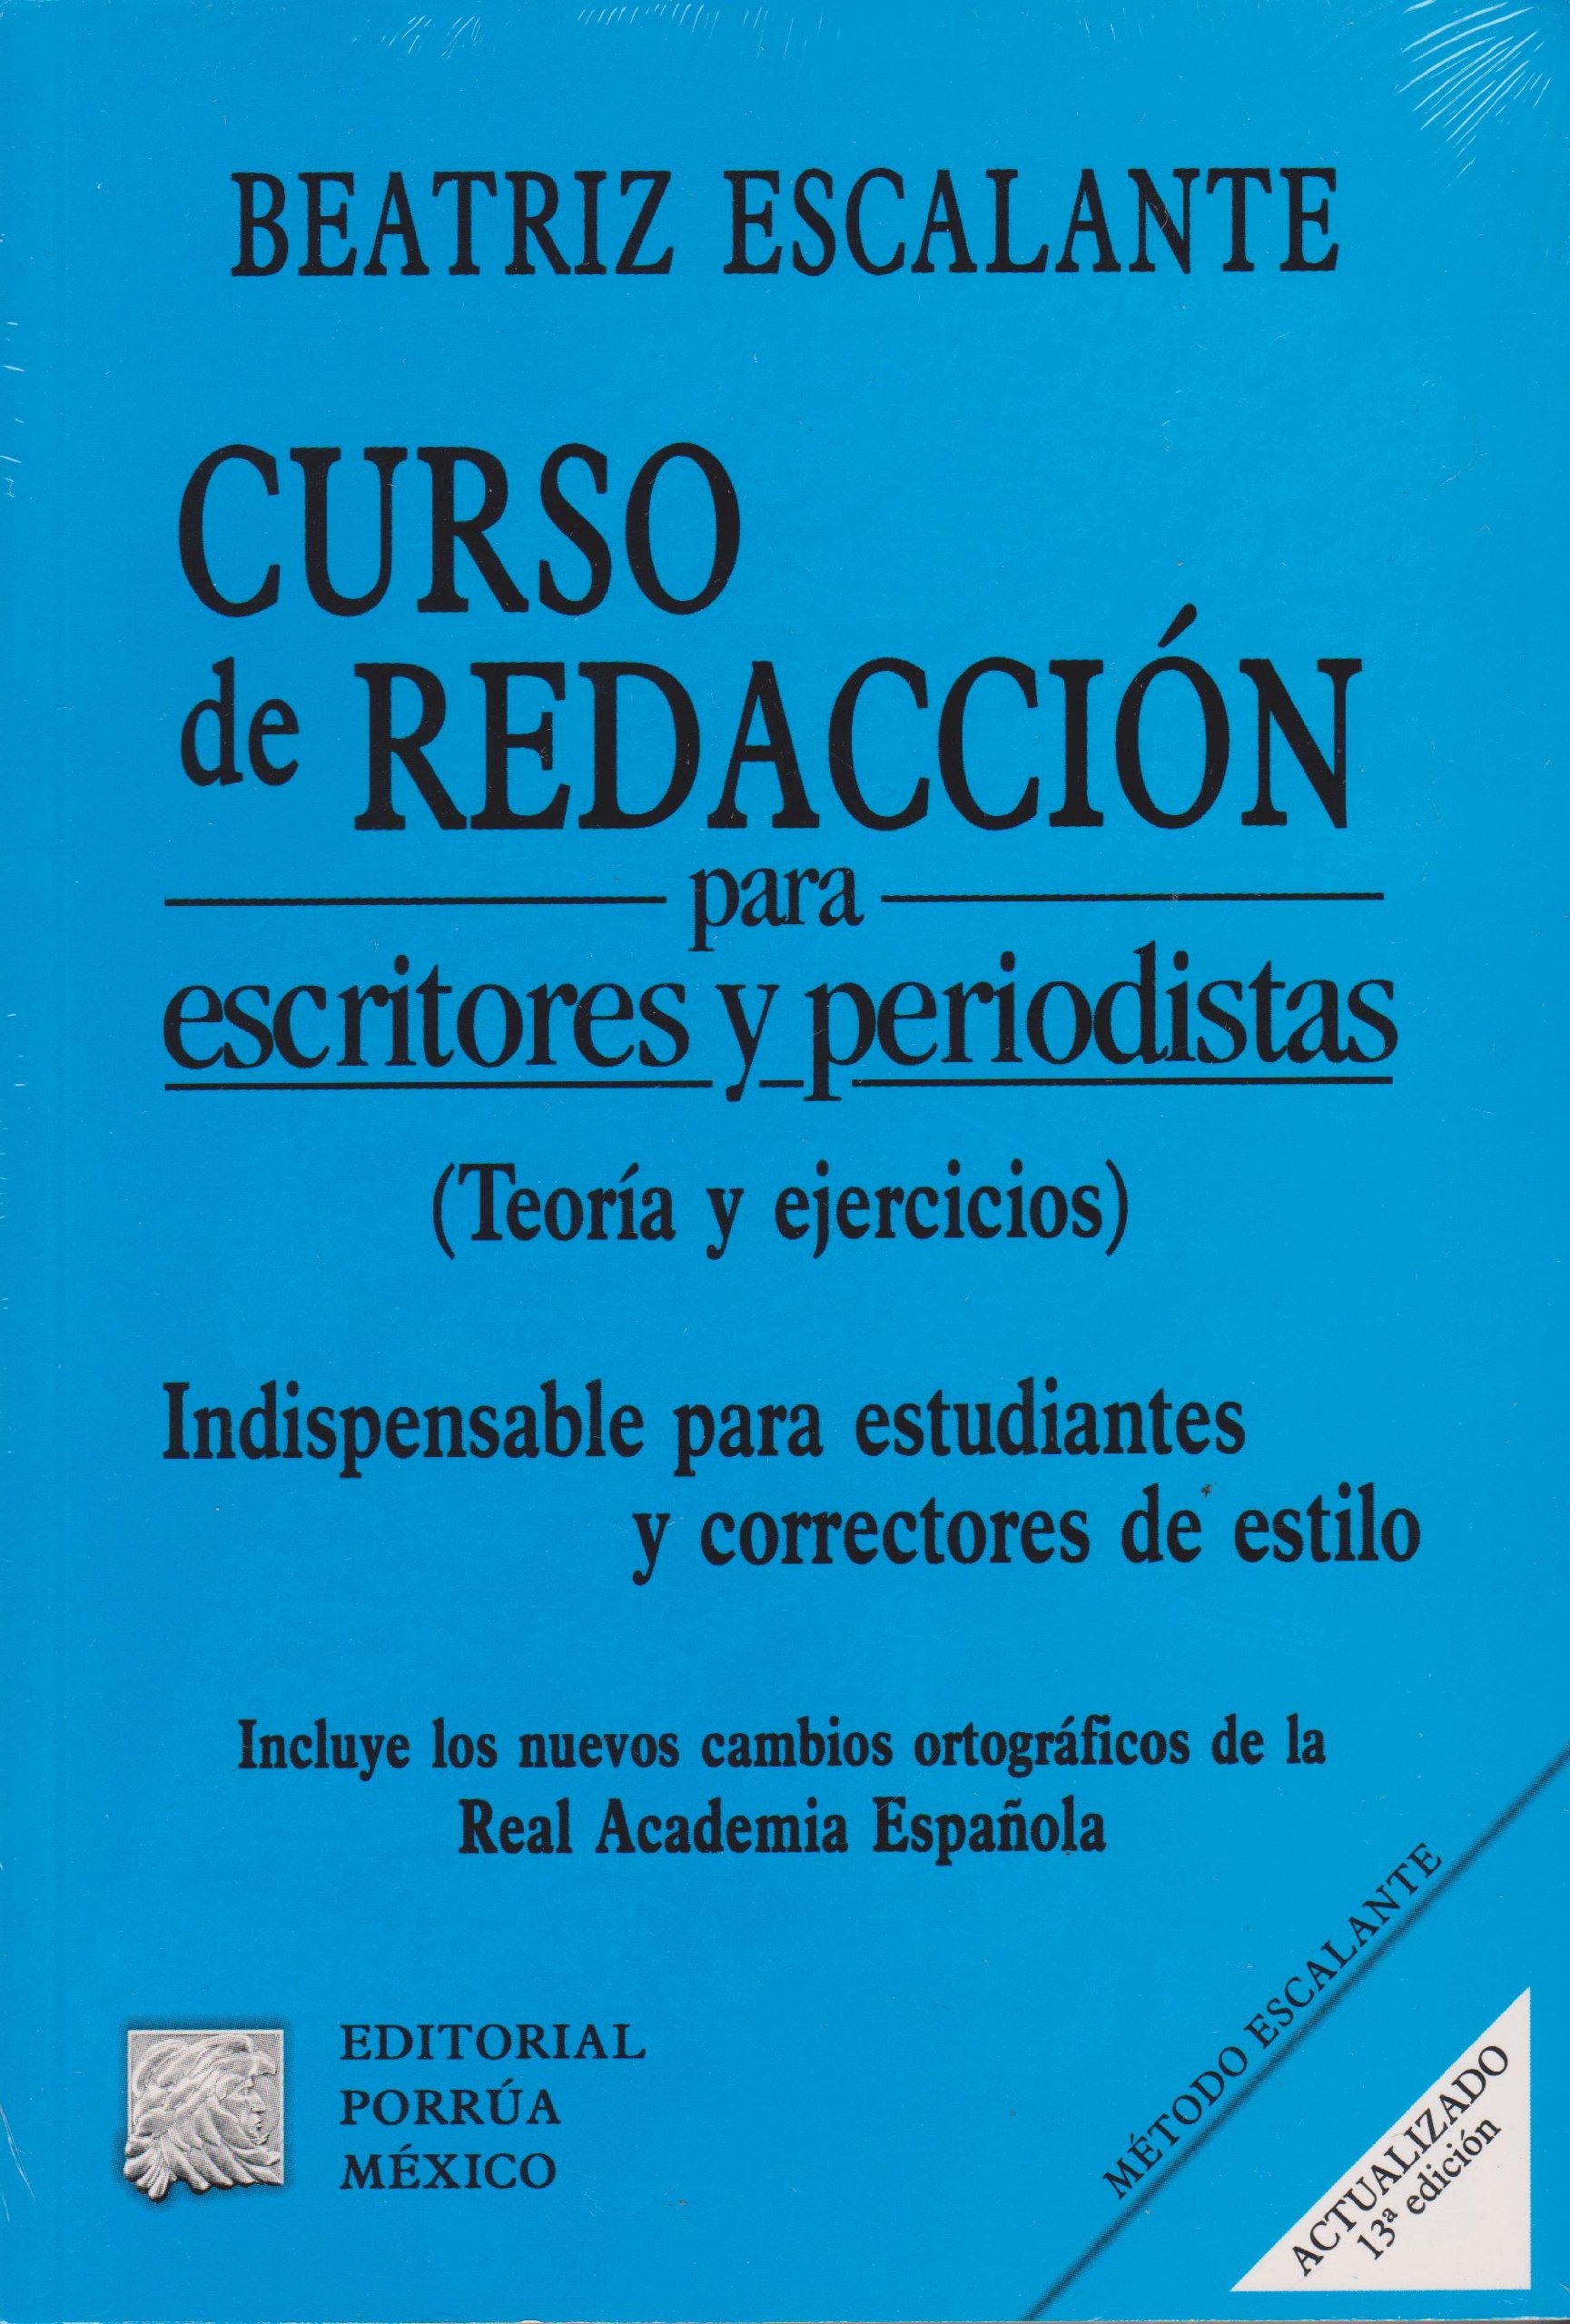 BEATRIZ ESCALANTE
CURSO
de REDACCIÓN
para
escritores y periodistas
(Teoría y ejercicios)
Indispensable para estudiantes
y correctores de estilo
Incluye los nuevos cambios ortográficos de la
Real Academia Española
MÉTODO ESCALANTE
ACTUALIZADO
13ª edición
EDITORIAL
PORRÚA
MÉXICO